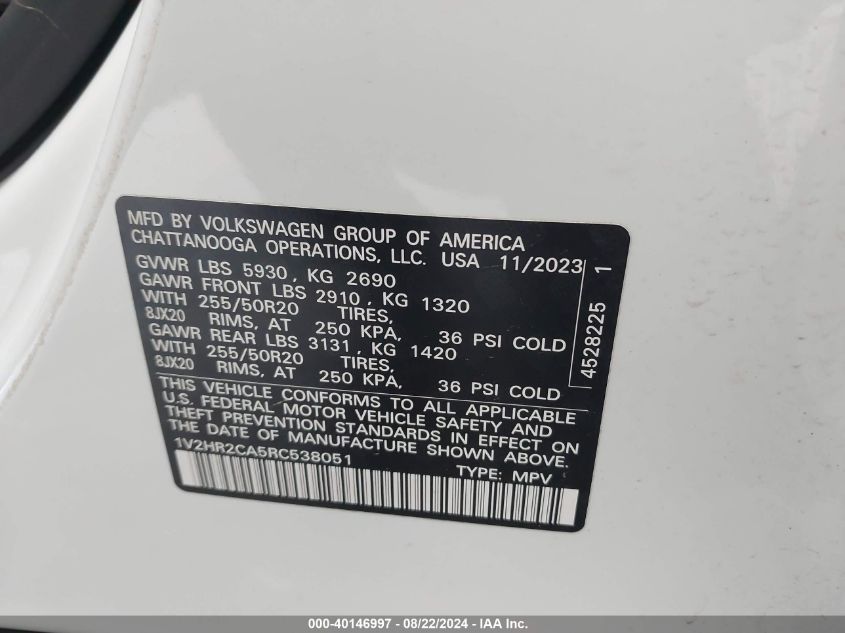 MFD BY VOLKSWAGEN GROUP OF AMERICA
CHATTANOOGA OPERATIONS, LLC. USA 11/2023
GVWR LBS 5930, KG 2690
GAWR FRONT LBS 2910, KG 1320
WITH 255/50R20 TIRES,
8JX20 RIMS, AT 250 KPA, 36 PSI COLD
GAWR REAR LBS 3131, KG 1420
WITH 255/50R20 TIRES,
8JX20 RIMS, AT 250 KPA, 36 PSI COLD
THIS VEHICLE CONFORMS TO ALL APPLICABLE
U.S. FEDERAL MOTOR VEHICLE SAFETY AND
THEFT PREVENTION STANDARDS IN EFFECT ON
THE DATE OF MANUFACTURE SHOWN ABOVE.
1V2HR2CA5RC538051
TYPE: MPV
4528225 1
000-40146997 - 08/22/2024 - IAA Inc.